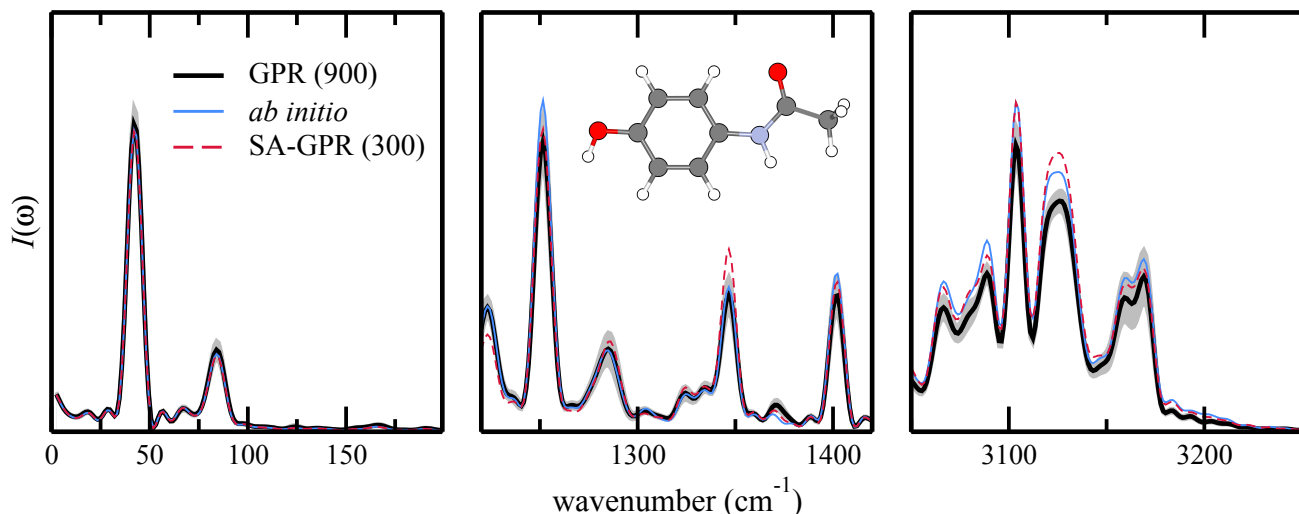 GPR (900)
ab initio
SA-GPR (300)
I(ω)
0 50 100 150 1300 1400 3100 3200
wavenumber (cm⁻¹)